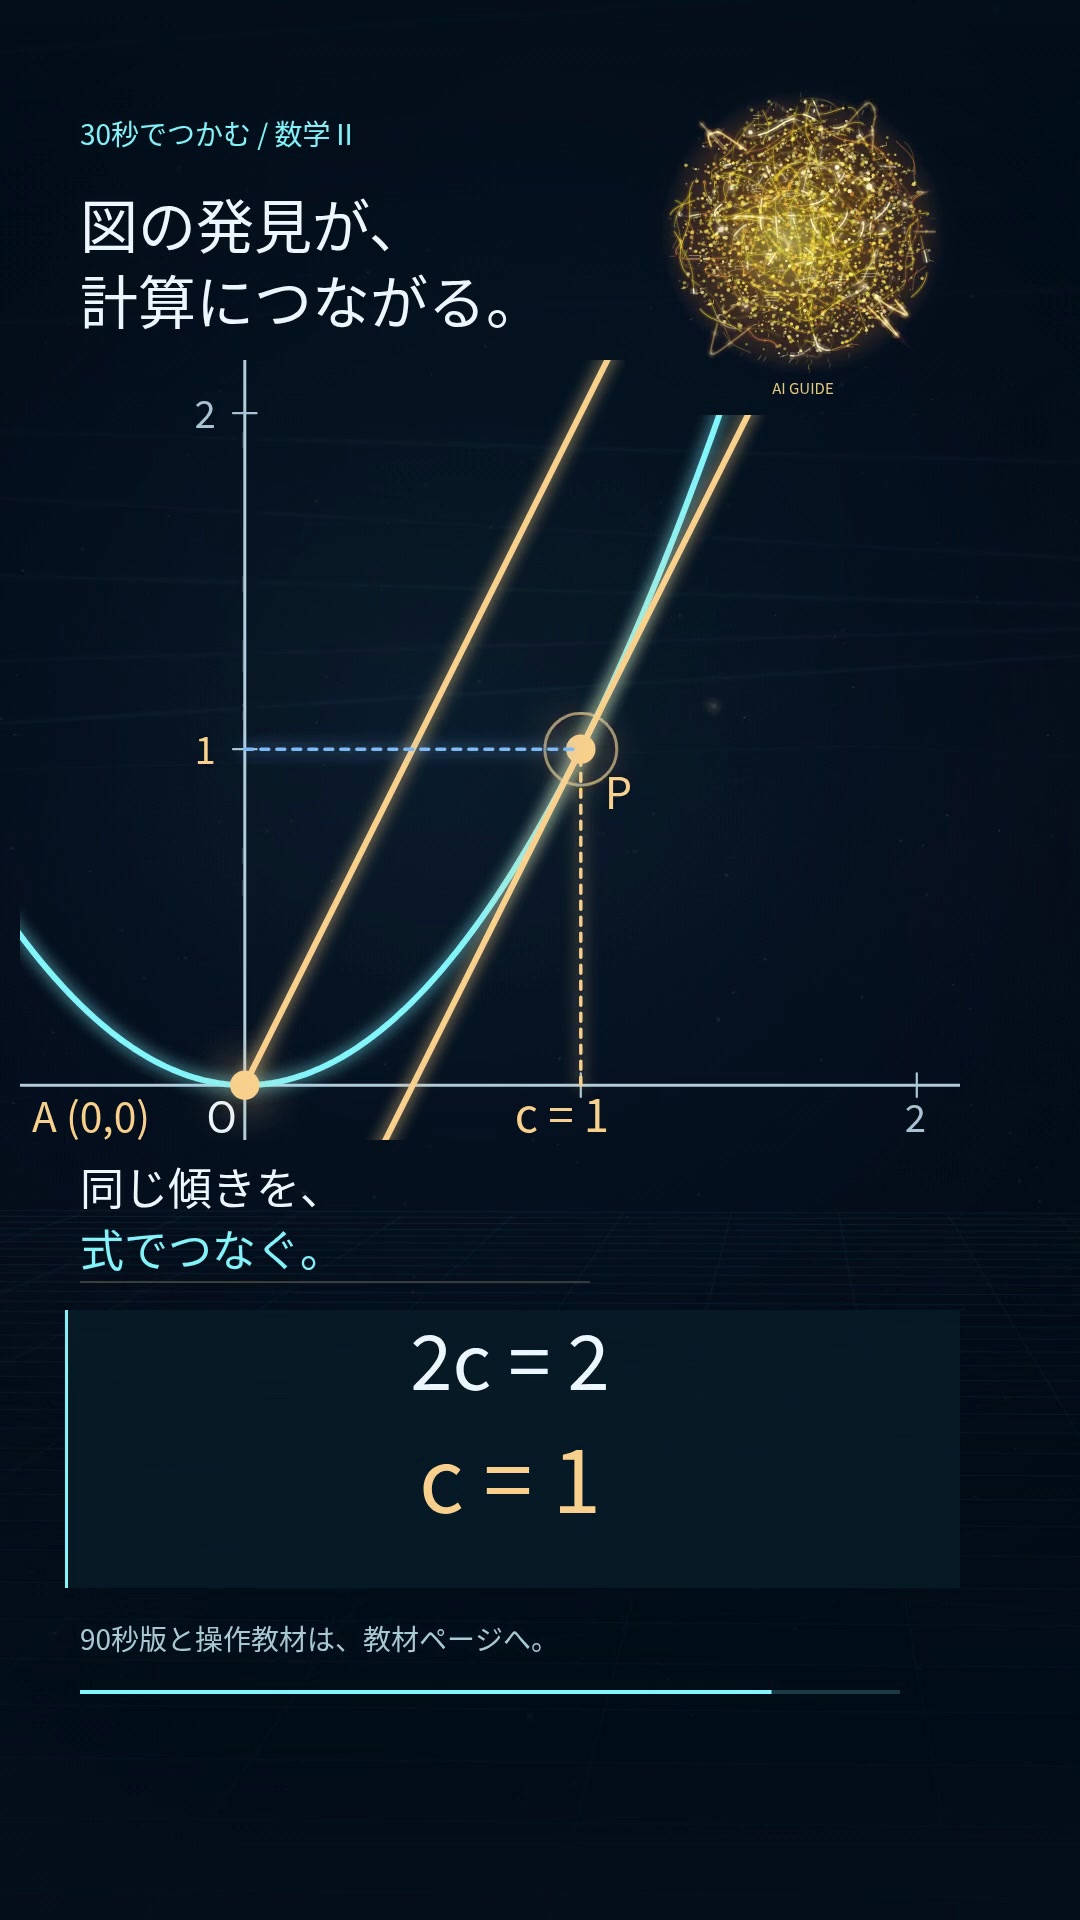 30秒でつかむ / 数学 II
図の発見が、
計算につながる。
AI GUIDE
2
1
P
A (0,0)
O
c = 1
2
同じ傾きを、
式でつなぐ。
2c = 2
c = 1
90秒版と操作教材は、教材ページへ。